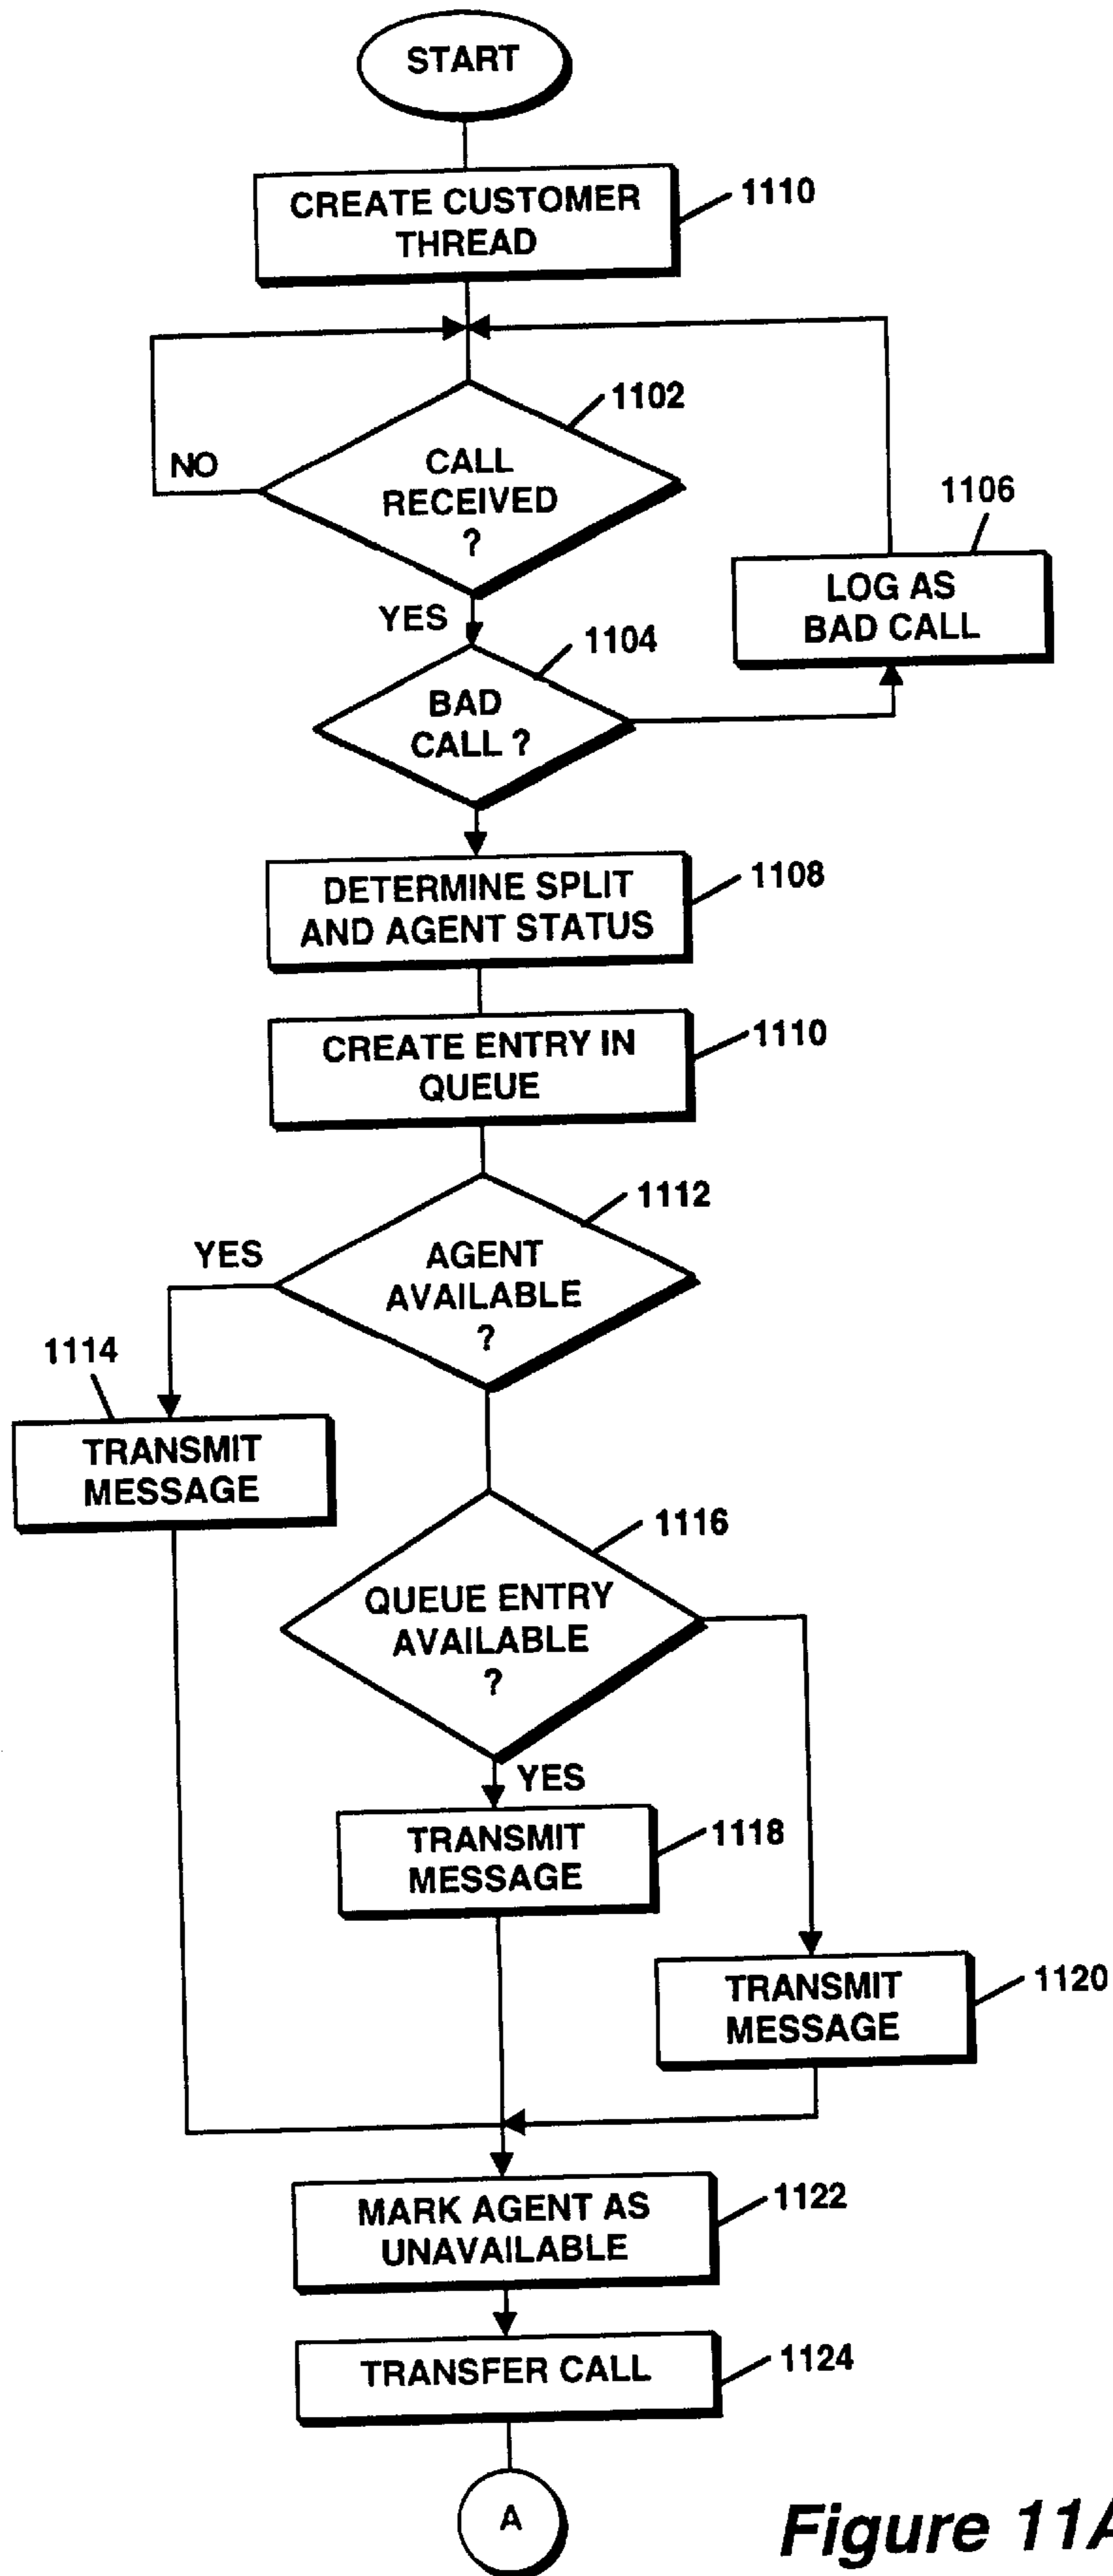 START
CREATE CUSTOMER
THREAD
1110
1102
CALL
RECEIVED
?
NO
1106
LOG AS
BAD CALL
YES
1104
BAD
CALL ?
DETERMINE SPLIT
AND AGENT STATUS
1108
CREATE ENTRY IN
QUEUE
1110
1112
YES
AGENT
AVAILABLE
?
1114
TRANSMIT
MESSAGE
1116
QUEUE ENTRY
AVAILABLE
?
YES
TRANSMIT
MESSAGE
1118
TRANSMIT
MESSAGE
1120
MARK AGENT AS
UNAVAILABLE
1122
TRANSFER CALL
1124
A
Figure 11A